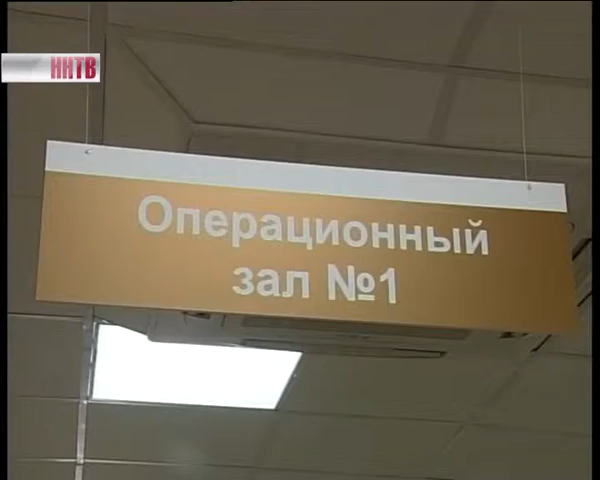 ННТВ
Операционный
зал №1